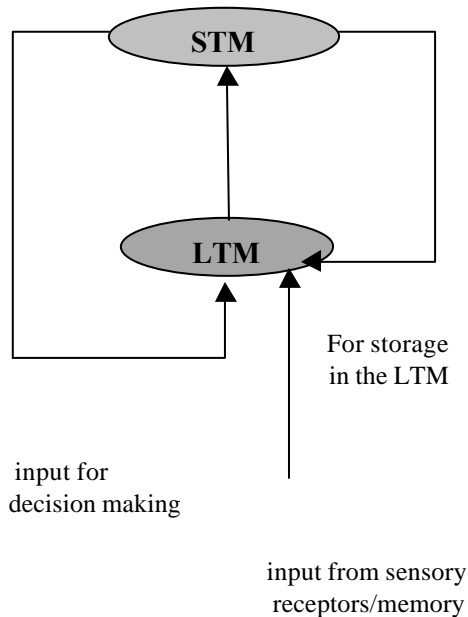 STM
LTM
For storage
in the LTM
input for
decision making
input from sensory
receptors/memory